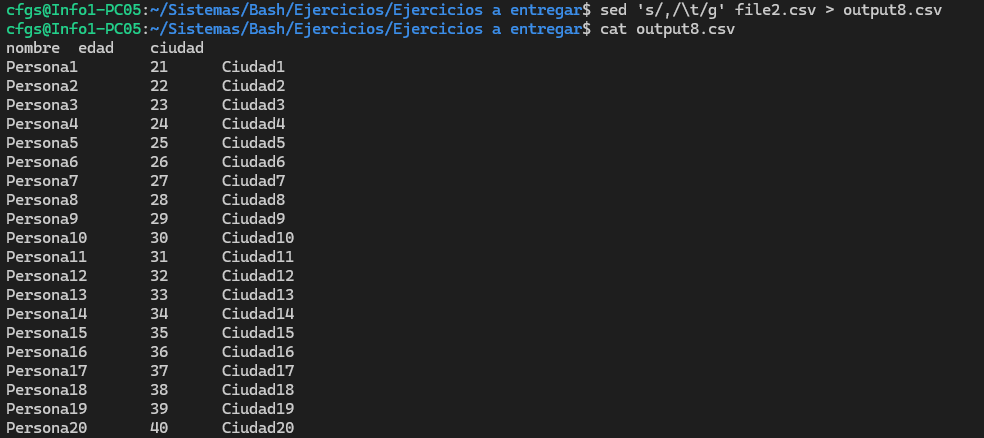 cfgs@Info1-PC05:~/Sistemas/Bash/Ejercicios/Ejercicios a entregar$ sed 's/,/\t/g' file2.csv > output8.csv
cfgs@Info1-PC05:~/Sistemas/Bash/Ejercicios/Ejercicios a entregar$ cat output8.csv
nombre  edad    ciudad
Persona1        21      Ciudad1
Persona2        22      Ciudad2
Persona3        23      Ciudad3
Persona4        24      Ciudad4
Persona5        25      Ciudad5
Persona6        26      Ciudad6
Persona7        27      Ciudad7
Persona8        28      Ciudad8
Persona9        29      Ciudad9
Persona10       30      Ciudad10
Persona11       31      Ciudad11
Persona12       32      Ciudad12
Persona13       33      Ciudad13
Persona14       34      Ciudad14
Persona15       35      Ciudad15
Persona16       36      Ciudad16
Persona17       37      Ciudad17
Persona18       38      Ciudad18
Persona19       39      Ciudad19
Persona20       40      Ciudad20